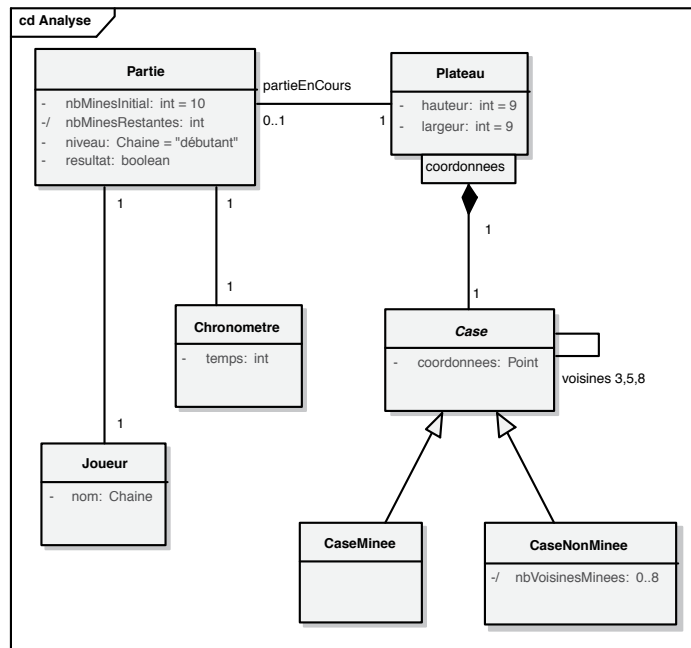 cd Analyse
Partie
- nbMinesInitial: int = 10
-/ nbMinesRestantes: int
- niveau: Chaine = "débutant"
- resultat: boolean
partieEnCours
0..1
1
Plateau
- hauteur: int = 9
- largeur: int = 9
coordonnees
1
1
1
1
1
Chronometre
- temps: int
Case
- coordonnees: Point
voisines 3,5,8
1
Joueur
- nom: Chaine
CaseMinee
CaseNonMinee
-/ nbVoisinesMinees: 0..8